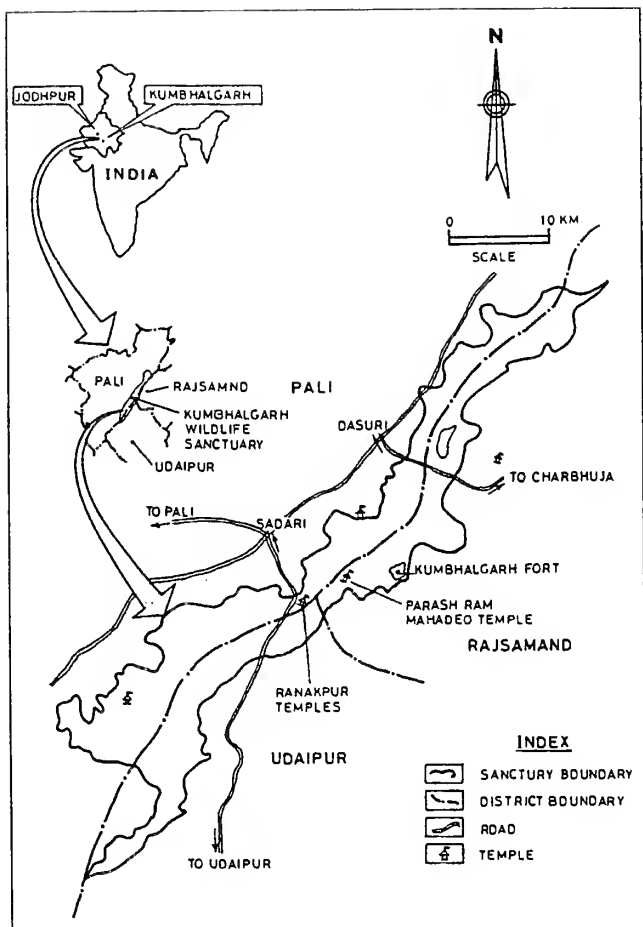 N
JODHPUR
KUMBHALGARH
INDIA
0 10 KM
SCALE
PALI
RAJSAMND
KUMBHALGARH
WILDLIFE
SANCTUARY
UDAIPUR
PALI
DASURI
TO CHARBHUJA
TO PALI
SADARI
KUMBHALGARH FORT
PARASH RAM
MAHADEO TEMPLE
RAJSAMAND
RANAKPUR
TEMPLES
UDAIPUR
TO UDAIPUR
INDEX
SANCTURY BOUNDARY
DISTRICT BOUNDARY
ROAD
TEMPLE